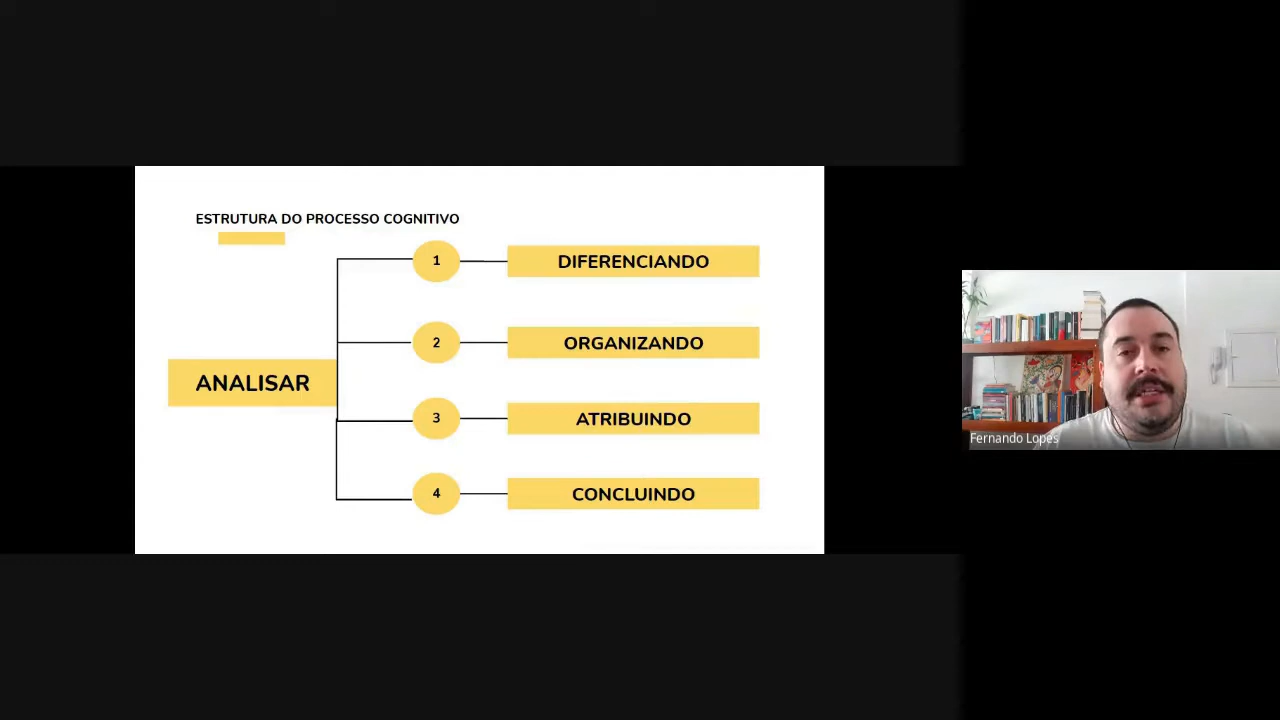 ESTRUTURA DO PROCESSO COGNITIVO
1
DIFERENCIANDO
2
ORGANIZANDO
ANALISAR
3
ATRIBUINDO
4
CONCLUINDO
Fernando Lopes